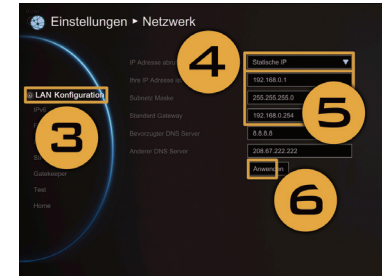 Einstellungen ▸ Netzwerk
IP Adresse
Statische IP
Ihre IP Adresse
192.168.0.1
LAN Konfiguration
IPv6
Subnetz Maske
255.255.255.0
Standard Gateway
192.168.0.254
Bevorzugter DNS Server
8.8.8.8
Anderer DNS Server
208.67.222.222
Gatekeeper
Anwenden
Test
Home
3
4
5
6